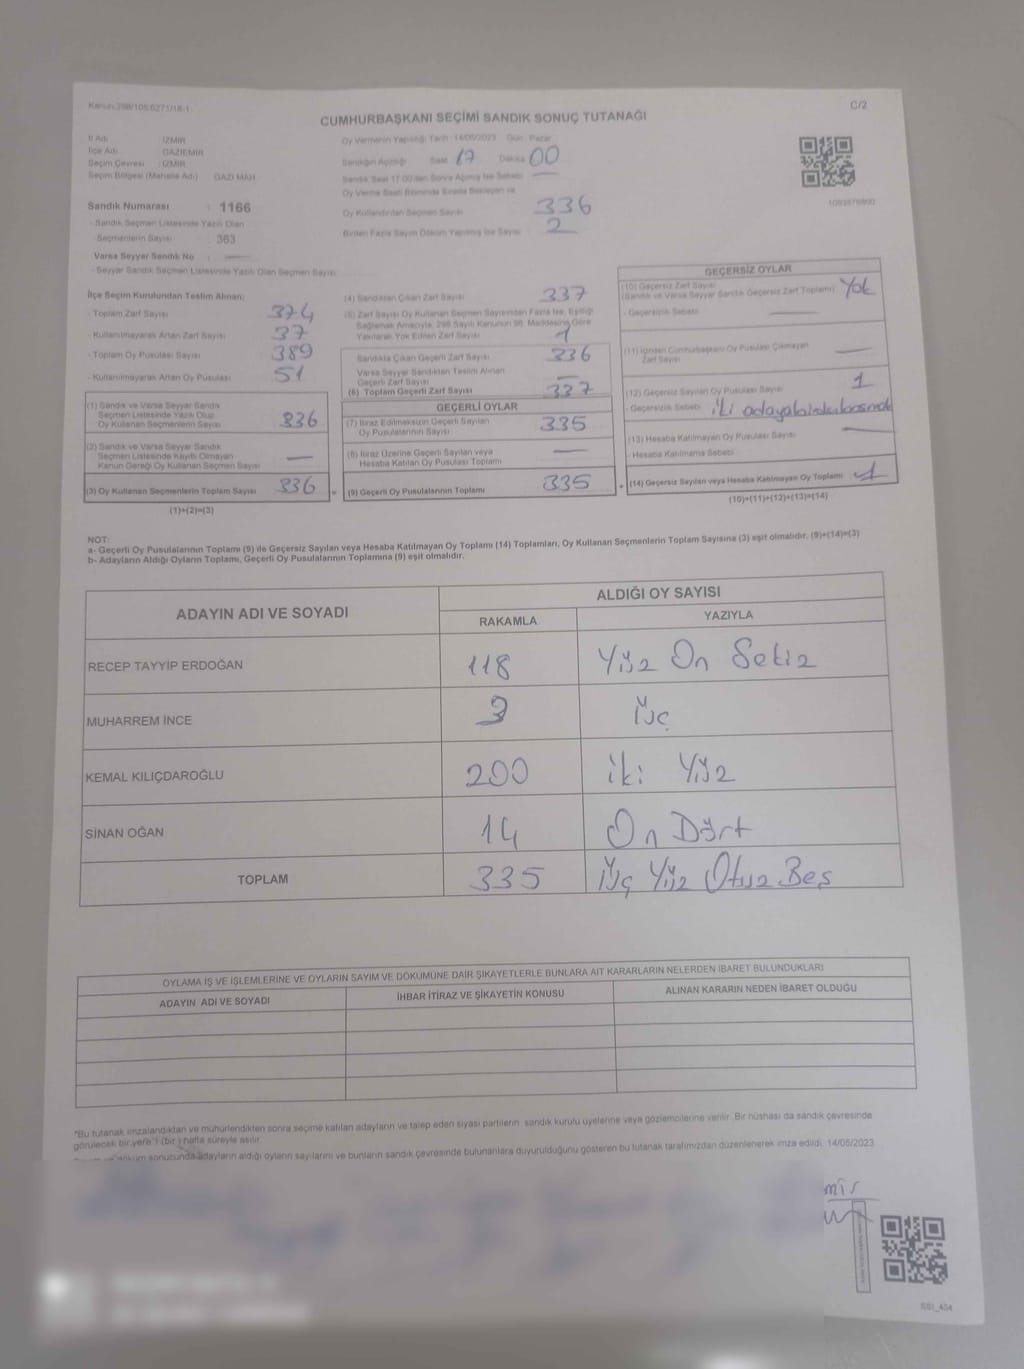 Kanun:298/105;6271/18-1
C/2
CUMHURBAŞKANI SEÇİMİ SANDIK SONUÇ TUTANAĞI
İl Adı : İZMİR
İlçe Adı : GAZİEMİR
Seçim Çevresi : İZMİR
Seçim Bölgesi (Mahalle Adı) GAZİ MAH.
Oy Vermenin Yapıldığı Tarih : 14/05/2023 Gün : Pazar
Sandığın Açıldığı Saat 17 Dakika 00
Sandık Saat 17:00'den Sonra Açılmış İse Sebebi
Oy Verme Saati Bitiminde Sırada Bekleyen ve
Oy Kullandırılan Seçmen Sayısı 336
Birden Fazla Sayım Döküm Yapılmış İse Sayısı 2
Sandık Numarası : 1166
- Sandık Seçmen Listesinde Yazılı Olan
Seçmenlerin Sayısı 363
Varsa Seyyar Sandık No
- Seyyar Sandık Seçmen Listesinde Yazılı Olan Seçmen Sayısı
İlçe Seçim Kurulundan Teslim Alınan;
- Toplam Zarf Sayısı 374
- Kullanılmayarak Artan Zarf Sayısı 37
- Toplam Oy Pusulası Sayısı 389
- Kullanılmayarak Artan Oy Pusulası 51
(1) Sandık ve Varsa Seyyar Sandık
Seçmen Listesinde Yazılı Olup
Oy Kullanan Seçmenlerin Sayısı 336
(2) Sandık ve Varsa Seyyar Sandık
Seçmen Listesinde Kayıtlı Olmayan
Kanun Gereği Oy Kullanan Seçmen Sayısı
(3) Oy Kullanan Seçmenlerin Toplam Sayısı 336
(1)+(2)=(3)
(4) Sandıktan Çıkan Zarf Sayısı 337
(5) Zarf Sayısı Oy Kullanan Seçmen Sayısından Fazla İse, Eşitliği
Sağlamak Amacıyla, 298 Sayılı Kanunun 98. Maddesine Göre
Yakılarak Yok Edilen Zarf Sayısı 1
Sandıkta Çıkan Geçerli Zarf Sayısı 336
Varsa Seyyar Sandıktan Teslim Alınan
Geçerli Zarf Sayısı
(6) Toplam Geçerli Zarf Sayısı 337
GEÇERLİ OYLAR
(7) İtiraz Edilmeksizin Geçerli Sayılan
Oy Pusulalarının Sayısı 335
(8) İtiraz Üzerine Geçerli Sayılan veya
Hesaba Katılan Oy Pusulası Toplamı
(9) Geçerli Oy Pusulalarının Toplamı 335
GEÇERSİZ OYLAR
(10) Geçersiz Zarf Sayısı
(Sandık ve Varsa Seyyar Sandık Geçersiz Zarf Toplamı) Yok
- Geçersizlik Sebebi
(11) İçinden Cumhurbaşkanı Oy Pusulası Çıkmayan
Zarf Sayısı
(12) Geçersiz Sayılan Oy Pusulası Sayısı 1
- Geçersizlik Sebebi iki adaya
(13) Hesaba Katılmayan Oy Pusulası Sayısı
- Hesaba Katılmama Sebebi
(14) Geçersiz Sayılan veya Hesaba Katılmayan Oy Toplamı 1
(10)+(11)+(12)+(13)=(14)
NOT:
a- Geçerli Oy Pusulalarının Toplamı (9) ile Geçersiz Sayılan veya Hesaba Katılmayan Oy Toplamı (14) Toplamları, Oy Kullanan Seçmenlerin Toplam Sayısına (3) eşit olmalıdır. (9)+(14)=(3)
b- Adayların Aldığı Oyların Toplamı, Geçerli Oy Pusulalarının Toplamına (9) eşit olmalıdır.
ADAYIN ADI VE SOYADI
ALDIĞI OY SAYISI
RAKAMLA YAZIYLA
RECEP TAYYİP ERDOĞAN 118 Yüz On Sekiz
MUHARREM İNCE 3 Üç
KEMAL KILIÇDAROĞLU 200 iki Yüz
SİNAN OĞAN 14 On Dört
TOPLAM 335 Üç Yüz Otuz Beş
OYLAMA İŞ VE İŞLEMLERİNE VE OYLARIN SAYIM VE DÖKÜMÜNE DAİR ŞİKAYETLERLE BUNLARA AİT KARARLARIN NELERDEN İBARET BULUNDUKLARI
ADAYIN ADI VE SOYADI İHBAR İTİRAZ VE ŞİKAYETİN KONUSU ALINAN KARARIN NEDEN İBARET OLDUĞU
*Bu tutanak imzalandıktan ve mühürlendikten sonra seçime katılan adayların ve talep eden siyasi partilerin sandık kurulu üyelerine veya gözlemcilerine verilir. Bir nüshası da sandık çevresinde
görülecek bir yere 1 (bir) hafta süreyle asılır.
sonucunda adayların aldığı oyların sayılarını ve bunların sandık çevresinde bulunanlara duyurulduğunu gösteren bu tutanak tarafımızdan düzenlenerek imza edildi. 14/05/2023